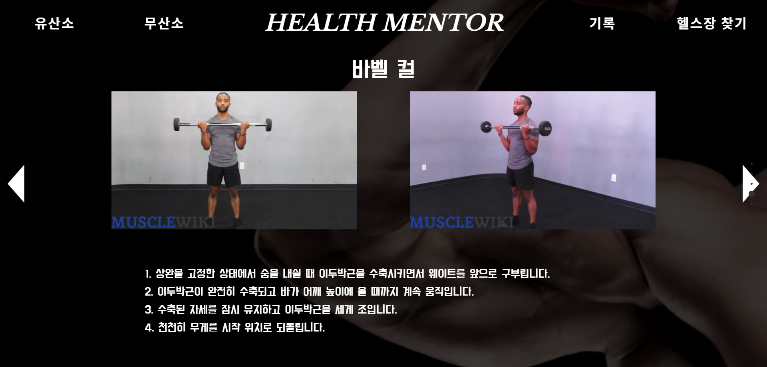 유산소
무산소
HEALTH MENTOR
기록
헬스장 찾기
바벨 컬
MUSCLEWIKI
MUSCLEWIKI
1. 상완을 고정한 상태에서 숨을 내쉴 때 이두박근을 수축시키면서 웨이트를 앞으로 구부립니다.
2. 이두박근이 완전히 수축되고 바가 어깨 높이에 올 때까지 계속 움직입니다.
3. 수축된 자세를 잠시 유지하고 이두박근을 세게 조입니다.
4. 천천히 무게를 시작 위치로 되돌립니다.